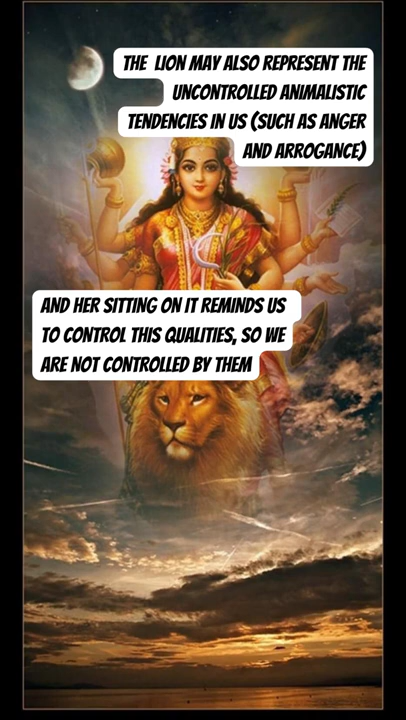 THE LION MAY ALSO REPRESENT THE
UNCONTROLLED ANIMALISTIC
TENDENCIES IN US (SUCH AS ANGER
AND ARROGANCE)
AND HER SITTING ON IT REMINDS US
TO CONTROL THIS QUALITIES, SO WE
ARE NOT CONTROLLED BY THEM